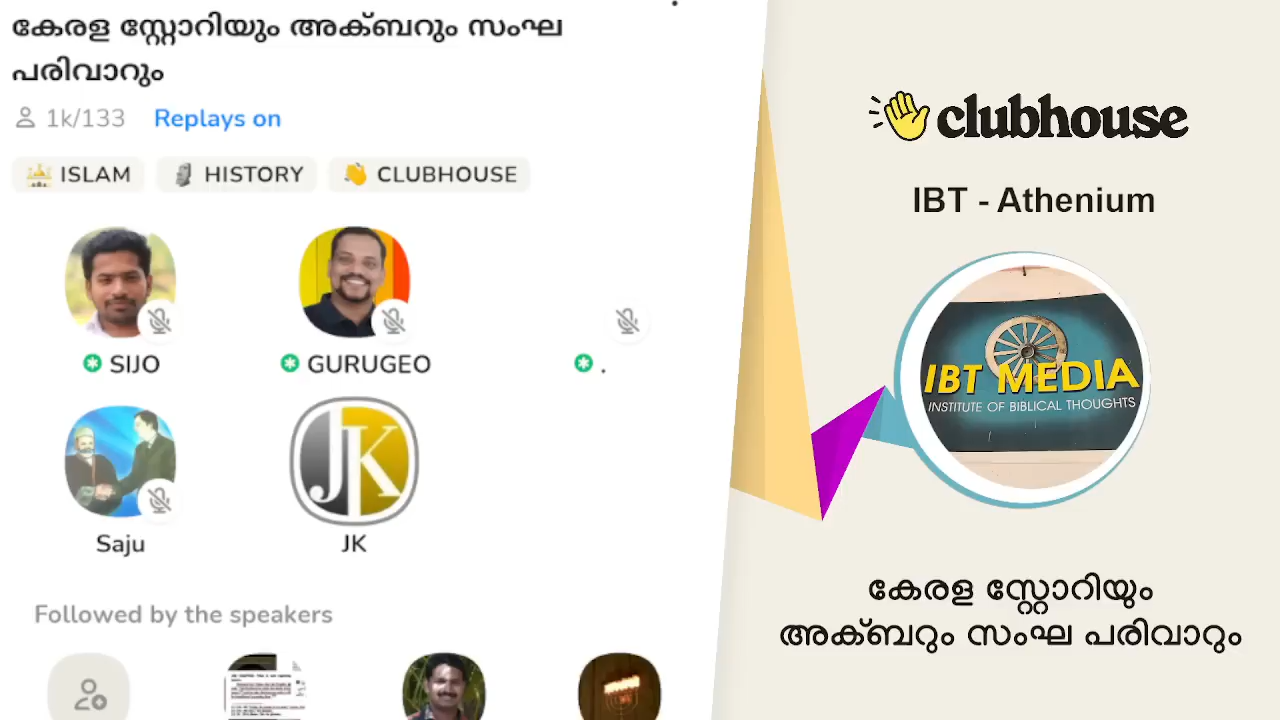 കേരള സ്റ്റോറിയും അക്ബറും സംഘ
പരിവാറും
1k/133 Replays on
ISLAM HISTORY CLUBHOUSE
SIJO GURUGEO .
JK
Saju JK
Followed by the speakers
clubhouse
IBT - Athenium
IBT MEDIA
INSTITUTE OF BIBLICAL THOUGHTS
കേരള സ്റ്റോറിയും
അക്ബറും സംഘ പരിവാറും